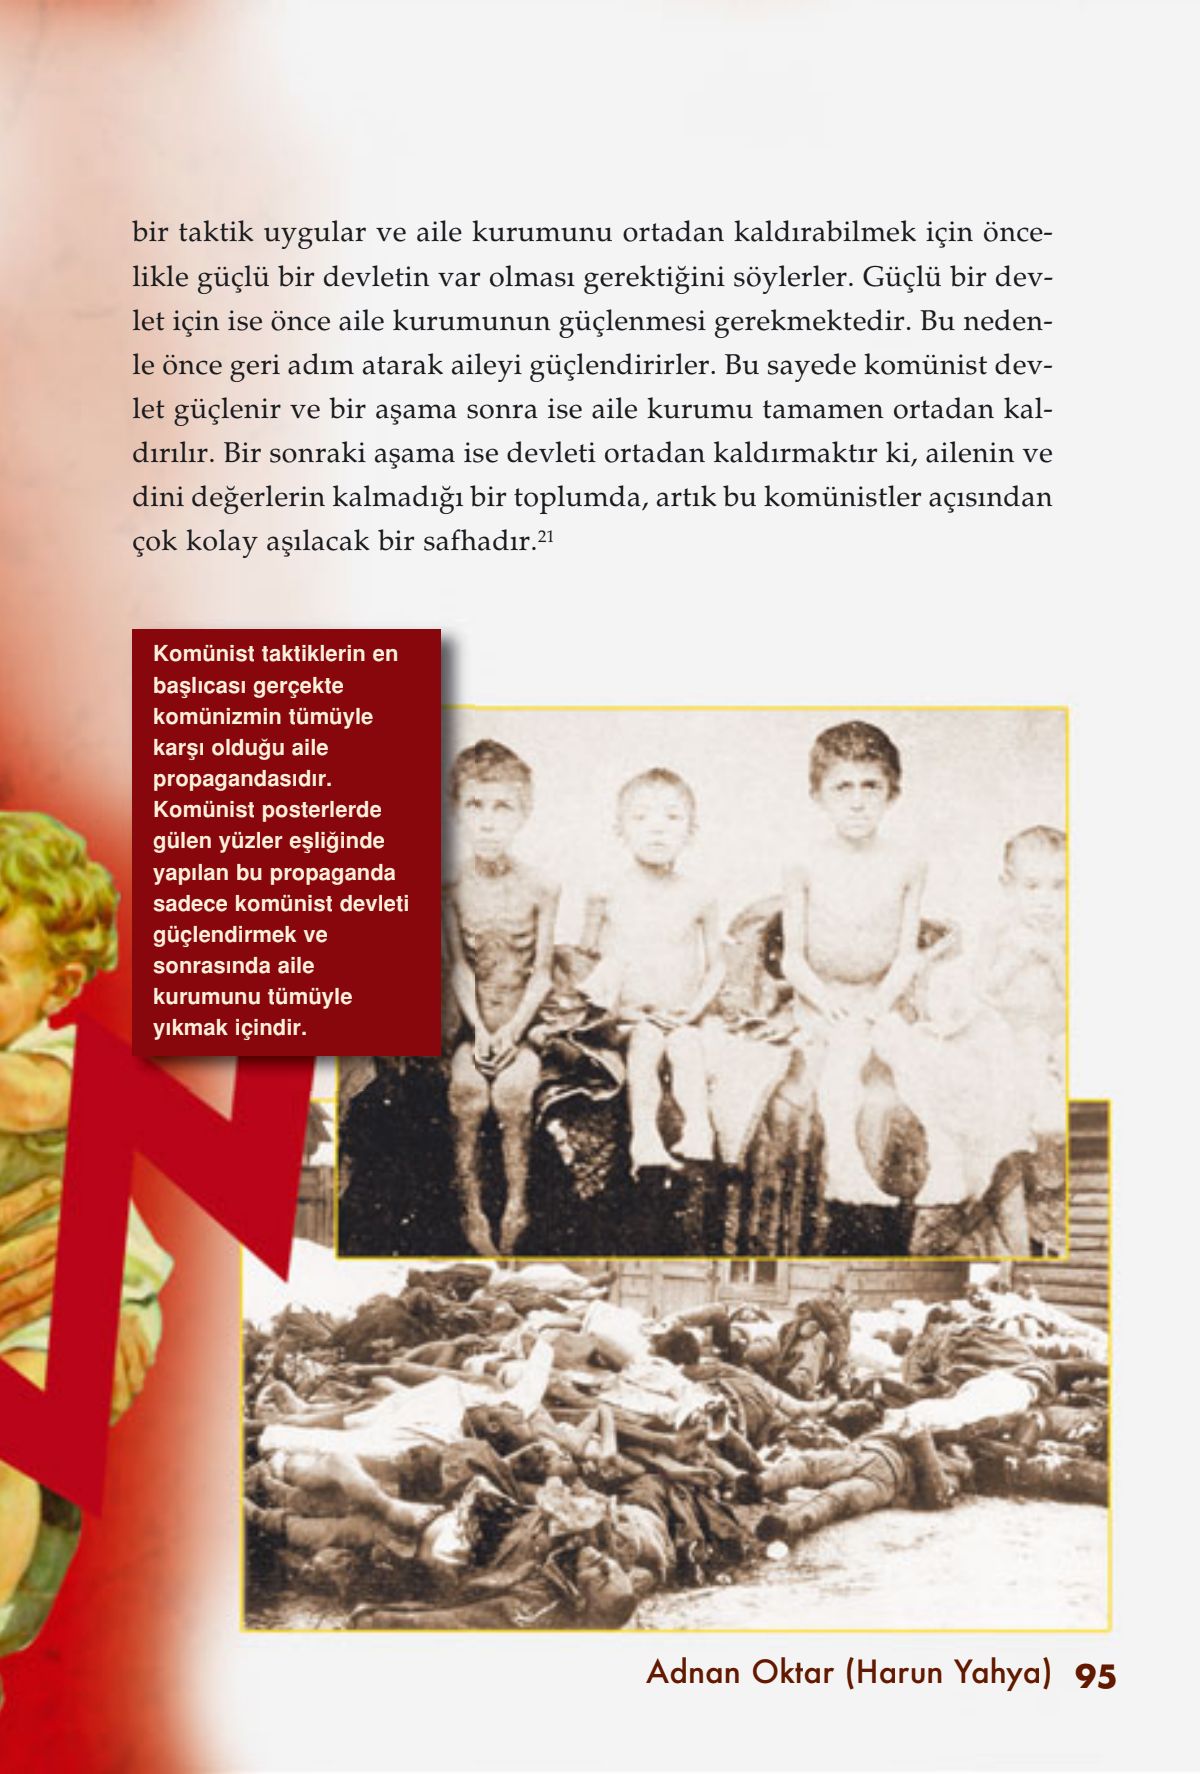 bir taktik uygular ve aile kurumunu ortadan kaldırabilmek için önce-
likle güçlü bir devletin var olması gerektiğini söylerler. Güçlü bir dev-
let için ise önce aile kurumunun güçlenmesi gerekmektedir. Bu neden-
le önce geri adım atarak aileyi güçlendirirler. Bu sayede komünist dev-
let güçlenir ve bir aşama sonra ise aile kurumu tamamen ortadan kal-
dırılır. Bir sonraki aşama ise devleti ortadan kaldırmaktır ki, ailenin ve
dini değerlerin kalmadığı bir toplumda, artık bu komünistler açısından
çok kolay aşılacak bir safhadır.21
Komünist taktiklerin en
başlıcası gerçekte
komünizmin tümüyle
karşı olduğu aile
propagandasıdır.
Komünist posterlerde
gülen yüzler eşliğinde
yapılan bu propaganda
sadece komünist devleti
güçlendirmek ve
sonrasında aile
kurumunu tümüyle
yıkmak içindir.
Adnan Oktar (Harun Yahya) 95